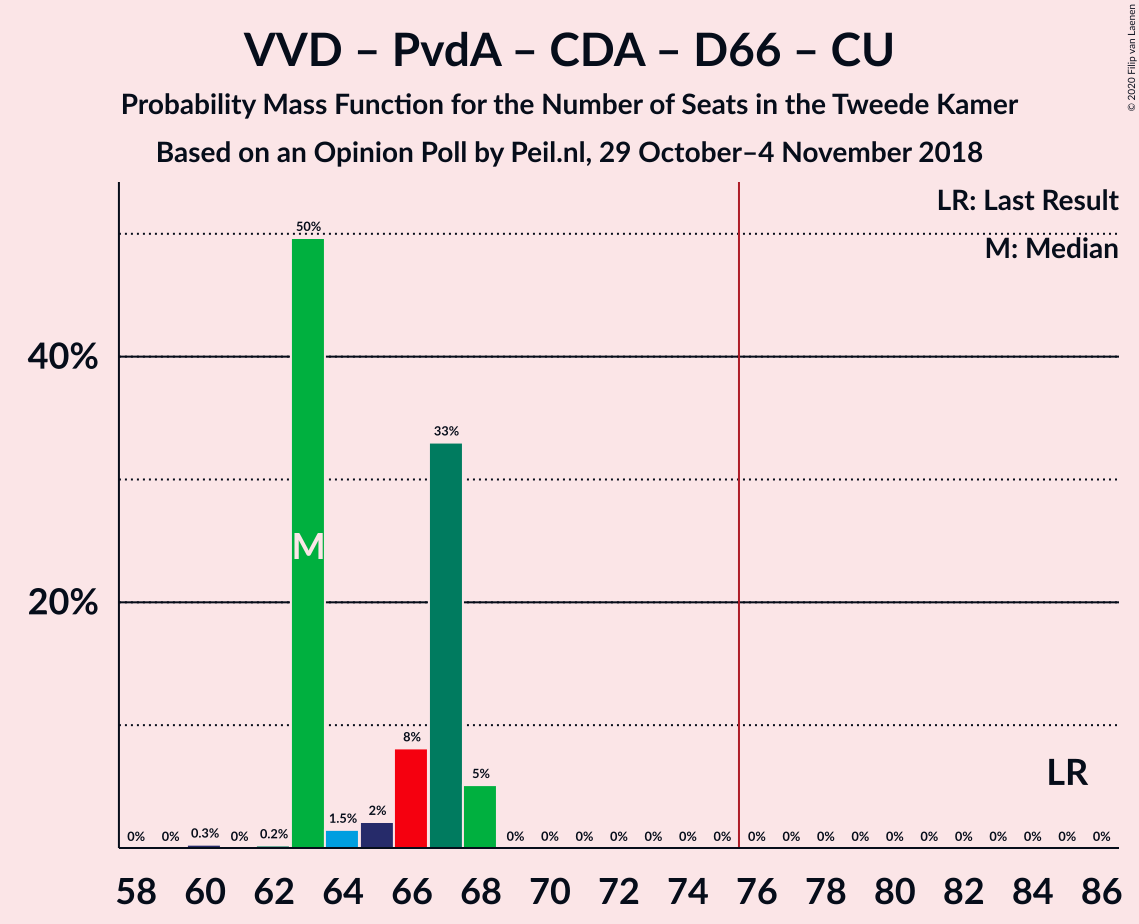 VVD – PvdA – CDA – D66 – CU
Probability Mass Function for the Number of Seats in the Tweede Kamer
Based on an Opinion Poll by Peil.nl, 29 October–4 November 2018
© 2020 Filip van Laenen
LR: Last Result
M: Median
40%
20%
0% 0% 0.3% 0% 0.2% 50% 1.5% 2% 8% 33% 5% 0% 0% 0% 0% 0% 0% 0% 0% 0% 0% 0% 0% 0% 0% 0% 0% 0% 0%
M
LR
58 60 62 64 66 68 70 72 74 76 78 80 82 84 86